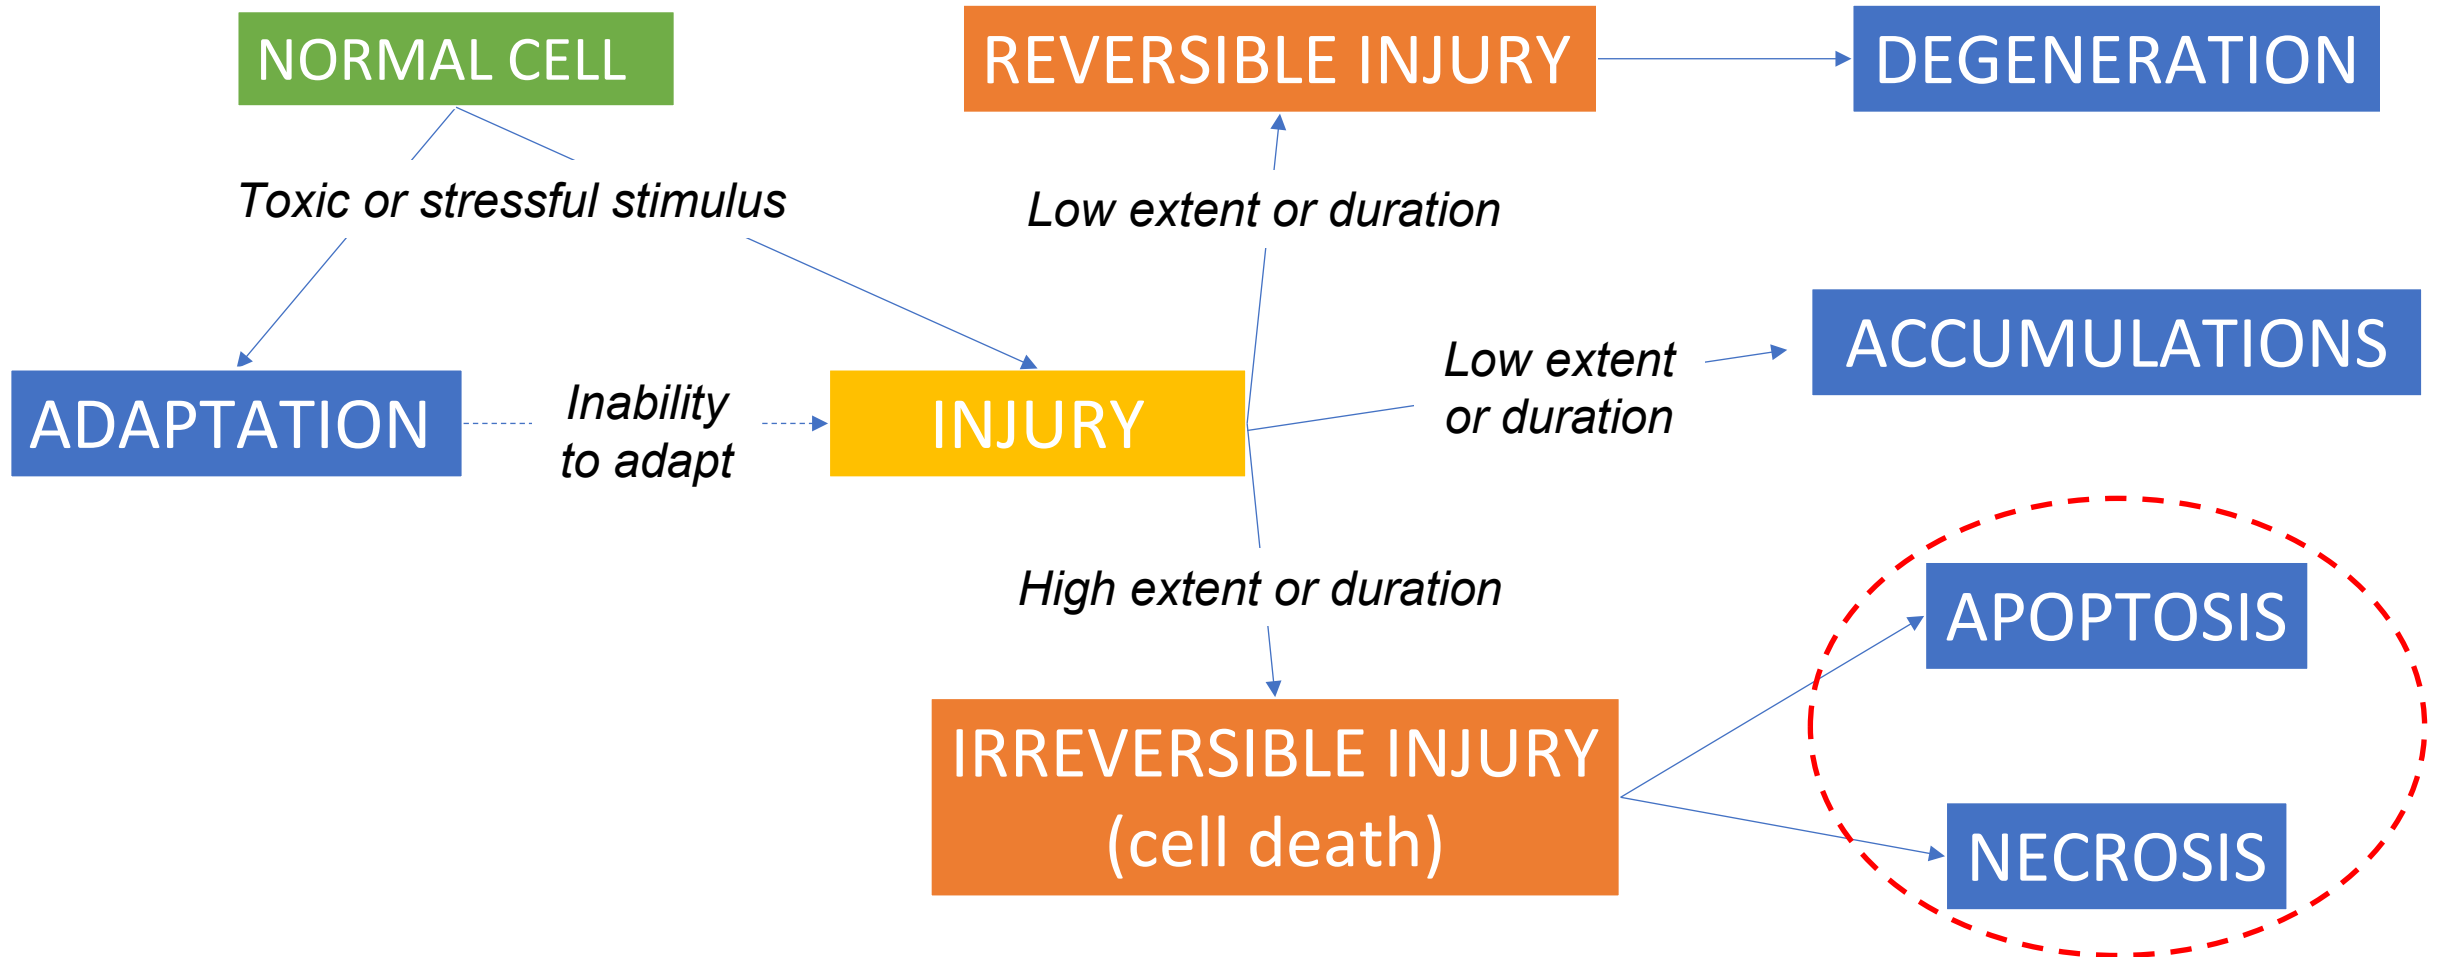 NORMAL CELL
REVERSIBLE INJURY
DEGENERATION
Toxic or stressful stimulus
Low extent or duration
ADAPTATION
Inability
to adapt
INJURY
Low extent
or duration
ACCUMULATIONS
High extent or duration
IRREVERSIBLE INJURY
(cell death)
APOPTOSIS
NECROSIS